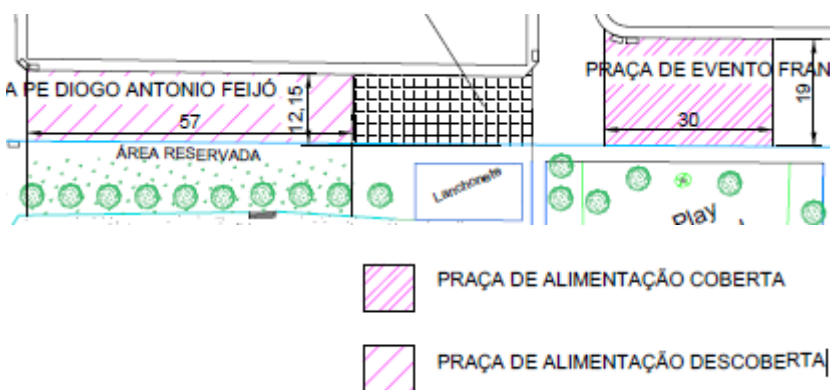 A PE DIOGO ANTONIO FEIJÓ
57
12,15
ÁREA RESERVADA
Lanchonete
PRAÇA DE EVENTO FRAN
30
19
Play
PRAÇA DE ALIMENTAÇÃO COBERTA
PRAÇA DE ALIMENTAÇÃO DESCOBERTA